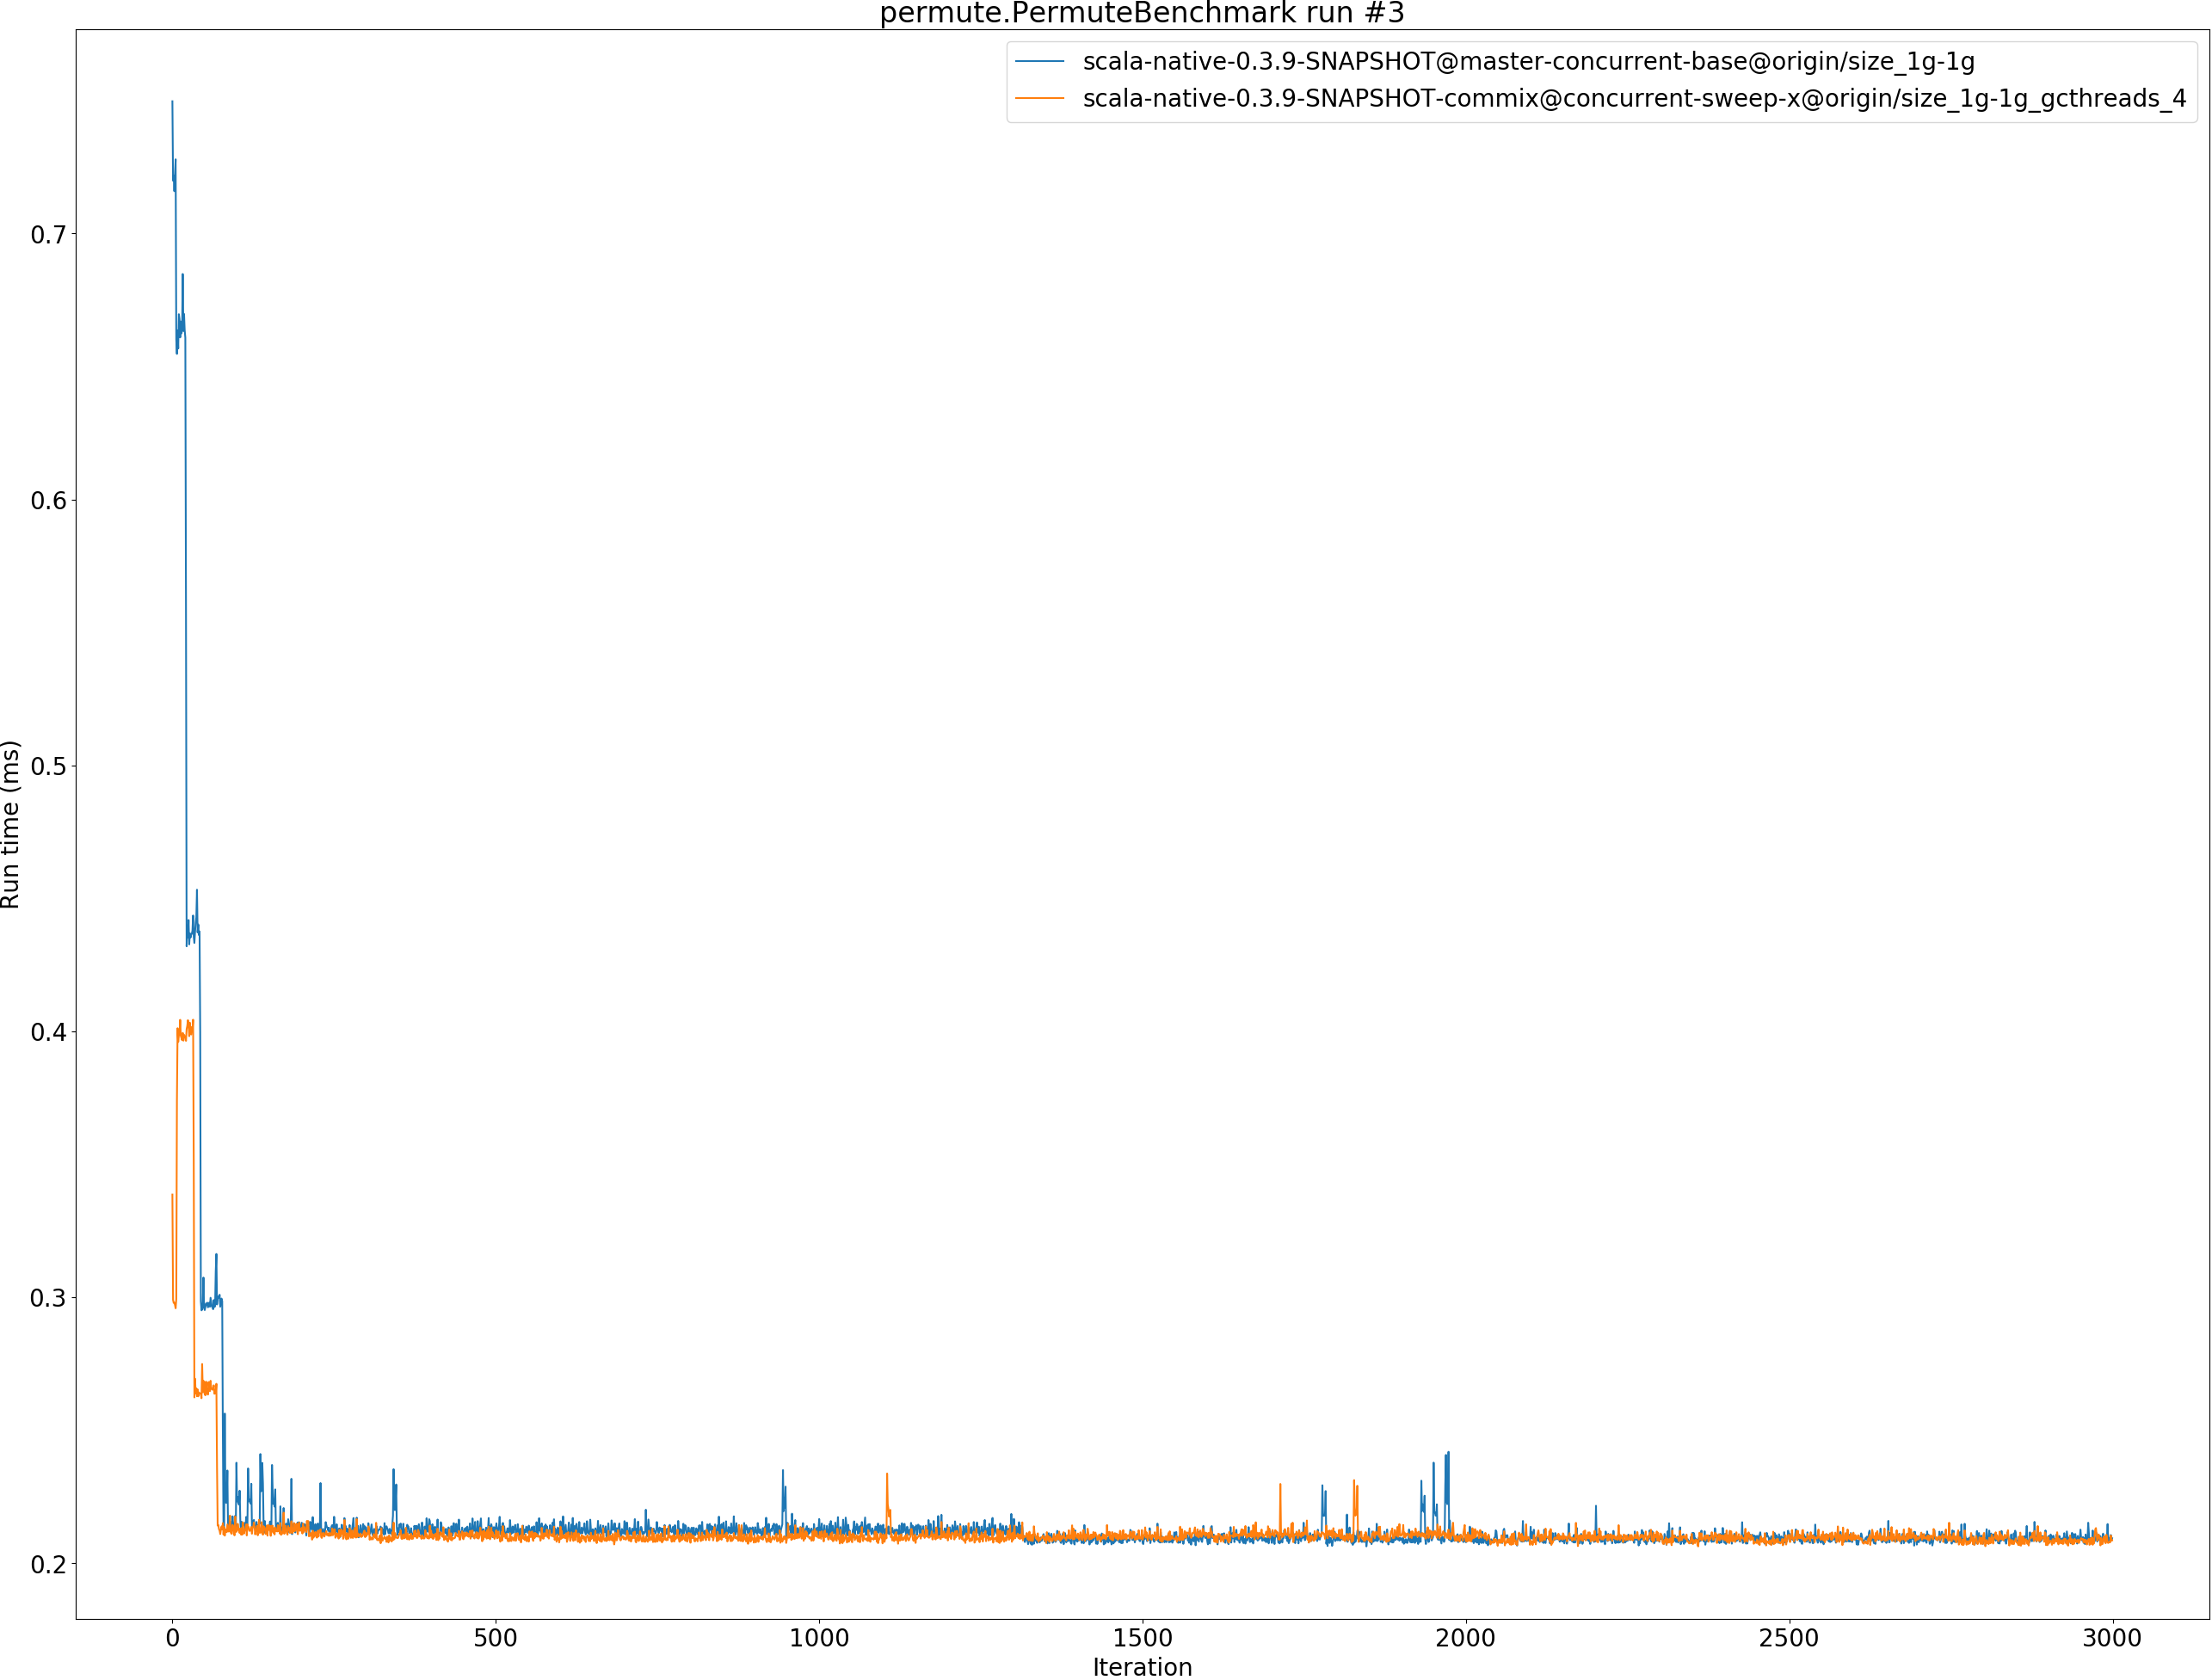 permute.PermuteBenchmark run #3
scala-native-0.3.9-SNAPSHOT@master-concurrent-base@origin/size_1g-1g
scala-native-0.3.9-SNAPSHOT-commix@concurrent-sweep-x@origin/size_1g-1g_gcthreads_4
Run time (ms)
0.7
0.6
0.5
0.4
0.3
0.2
0 500 1000 1500 2000 2500 3000
Iteration